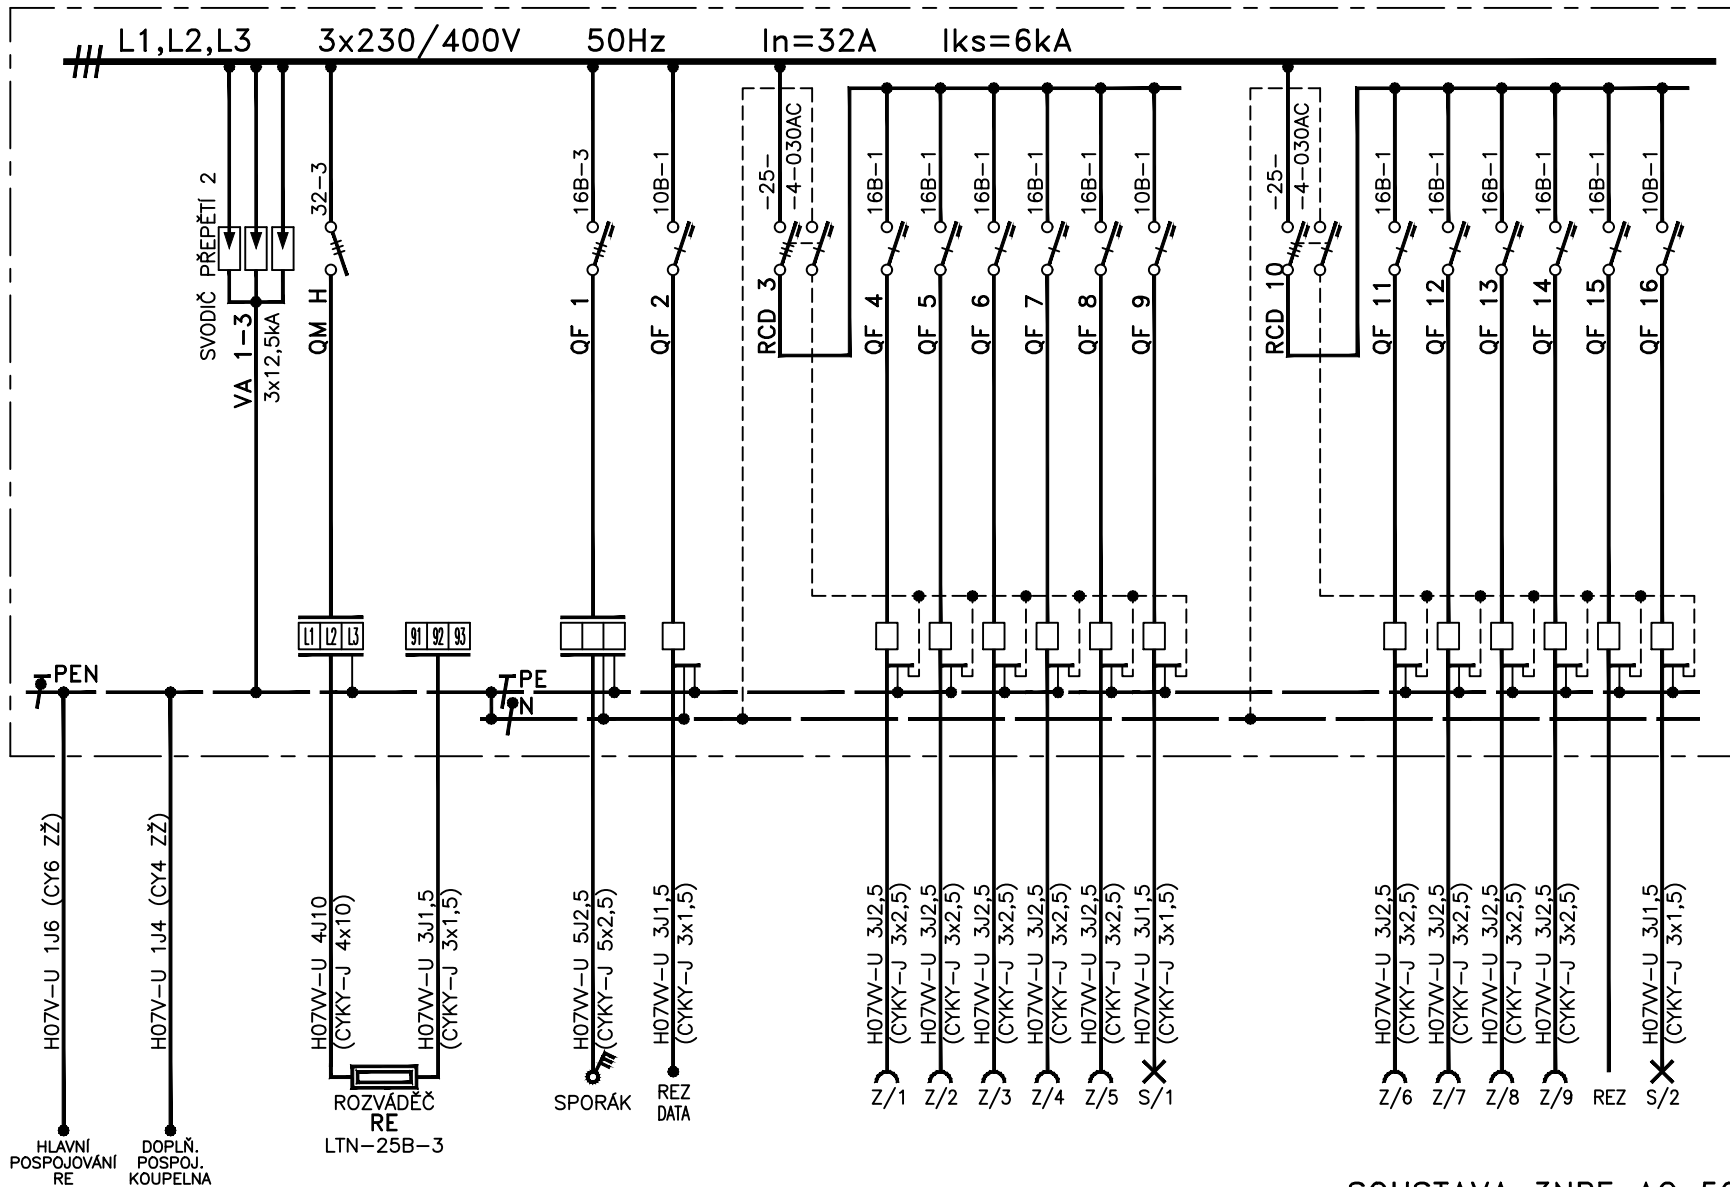 L1,L2,L3 3x230/400V 50Hz In=32A Iks=6kA
SVODIČ PŘEPĚTÍ 2
VA 1-3
3x12,5kA
32-3
QM H
16B-3
QF 1
10B-1
QF 2
-25-
-4-030AC
RCD 3
16B-1
QF 4
16B-1
QF 5
16B-1
QF 6
16B-1
QF 7
16B-1
QF 8
10B-1
QF 9
-25-
-4-030AC
RCD 10
16B-1
QF 11
16B-1
QF 12
16B-1
QF 13
16B-1
QF 14
16B-1
QF 15
10B-1
QF 16
L1 L2 L3
91 92 93
PEN
PE
N
H07V-U 1J6 (CY6 ZŽ)
H07V-U 1J4 (CY4 ZŽ)
H07VV-U 4J10
(CYKY-J 4x10)
H07VV-U 3J1,5
(CYKY-J 3x1,5)
H07VV-U 5J2,5
(CYKY-J 5x2,5)
H07VV-U 3J1,5
(CYKY-J 3x1,5)
H07VV-U 3J2,5
(CYKY-J 3x2,5)
H07VV-U 3J2,5
(CYKY-J 3x2,5)
H07VV-U 3J2,5
(CYKY-J 3x2,5)
H07VV-U 3J2,5
(CYKY-J 3x2,5)
H07VV-U 3J2,5
(CYKY-J 3x2,5)
H07VV-U 3J1,5
(CYKY-J 3x1,5)
H07VV-U 3J2,5
(CYKY-J 3x2,5)
H07VV-U 3J2,5
(CYKY-J 3x2,5)
H07VV-U 3J2,5
(CYKY-J 3x2,5)
H07VV-U 3J2,5
(CYKY-J 3x2,5)
H07VV-U 3J1,5
(CYKY-J 3x1,5)
HLAVNÍ
POSPOJOVÁNÍ
RE
DOPLŇ.
POSPOJ.
KOUPELNA
ROZVÁDĚČ
RE
LTN-25B-3
SPORÁK
REZ
DATA
Z/1
Z/2
Z/3
Z/4
Z/5
S/1
Z/6
Z/7
Z/8
Z/9
REZ
S/2